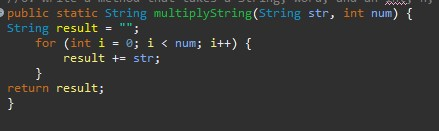 public static String multiplyString(String str, int num) {
String result = "";
    for (int i = 0; i < num; i++) {
        result += str;
    }
return result;
}